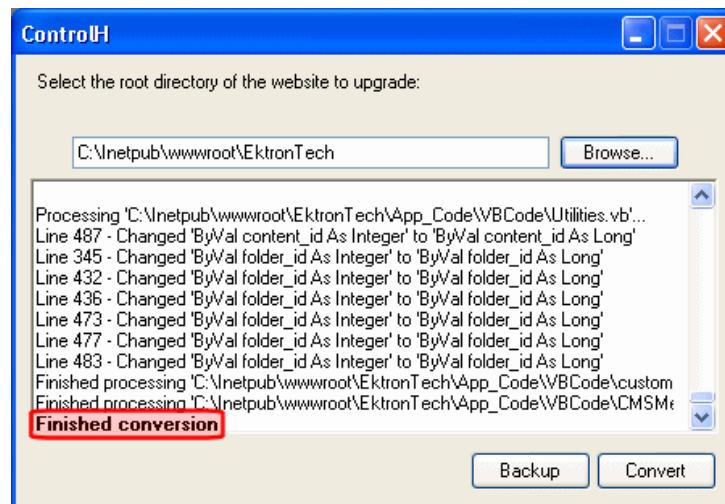 ControlH
Select the root directory of the website to upgrade:
C:\Inetpub\wwwroot\EktronTech
Browse...
Processing 'C:\Inetpub\wwwroot\EktronTech\App_Code\VBCode\Utilities.vb'...
Line 487 - Changed 'ByVal content_id As Integer' to 'ByVal content_id As Long'
Line 345 - Changed 'ByVal folder_id As Integer' to 'ByVal folder_id As Long'
Line 432 - Changed 'ByVal folder_id As Integer' to 'ByVal folder_id As Long'
Line 436 - Changed 'ByVal folder_id As Integer' to 'ByVal folder_id As Long'
Line 473 - Changed 'ByVal folder_id As Integer' to 'ByVal folder_id As Long'
Line 477 - Changed 'ByVal folder_id As Integer' to 'ByVal folder_id As Long'
Line 483 - Changed 'ByVal folder_id As Integer' to 'ByVal folder_id As Long'
Finished processing 'C:\Inetpub\wwwroot\EktronTech\App_Code\VBCode\custom
Finished processing 'C:\Inetpub\wwwroot\EktronTech\App_Code\VBCode\CMSMe
Finished conversion
Backup
Convert